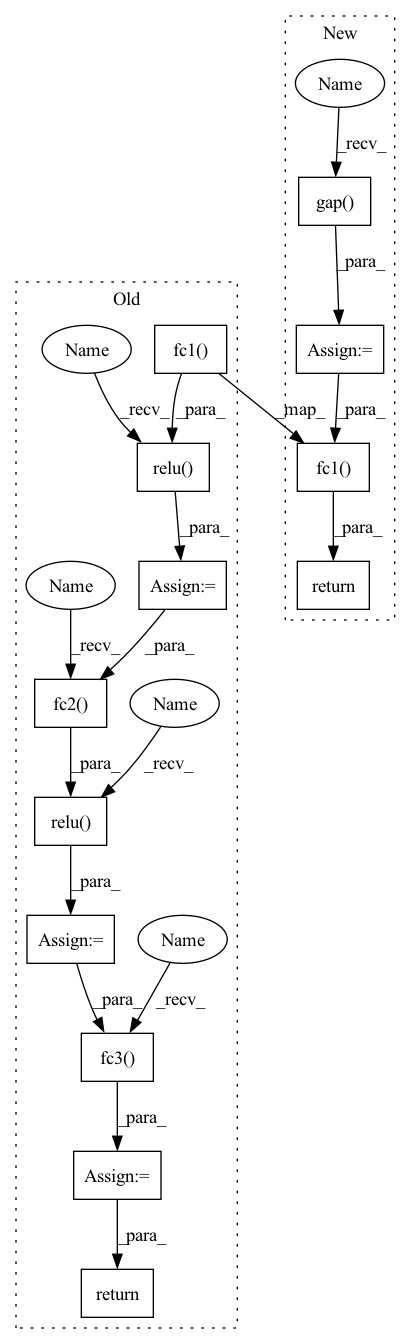 New
Name
_recv_
gap()
_para_
Old
Assign:=
Name
fc1()
_recv_
_para_
_map_
_para_
relu()
fc1()
_para_
_para_
Name
Assign:=
return
_recv_
_para_
fc2()
Name
_para_
_recv_
relu()
_para_
Assign:=
Name
_para_
_recv_
fc3()
_para_
Assign:=
_para_
return